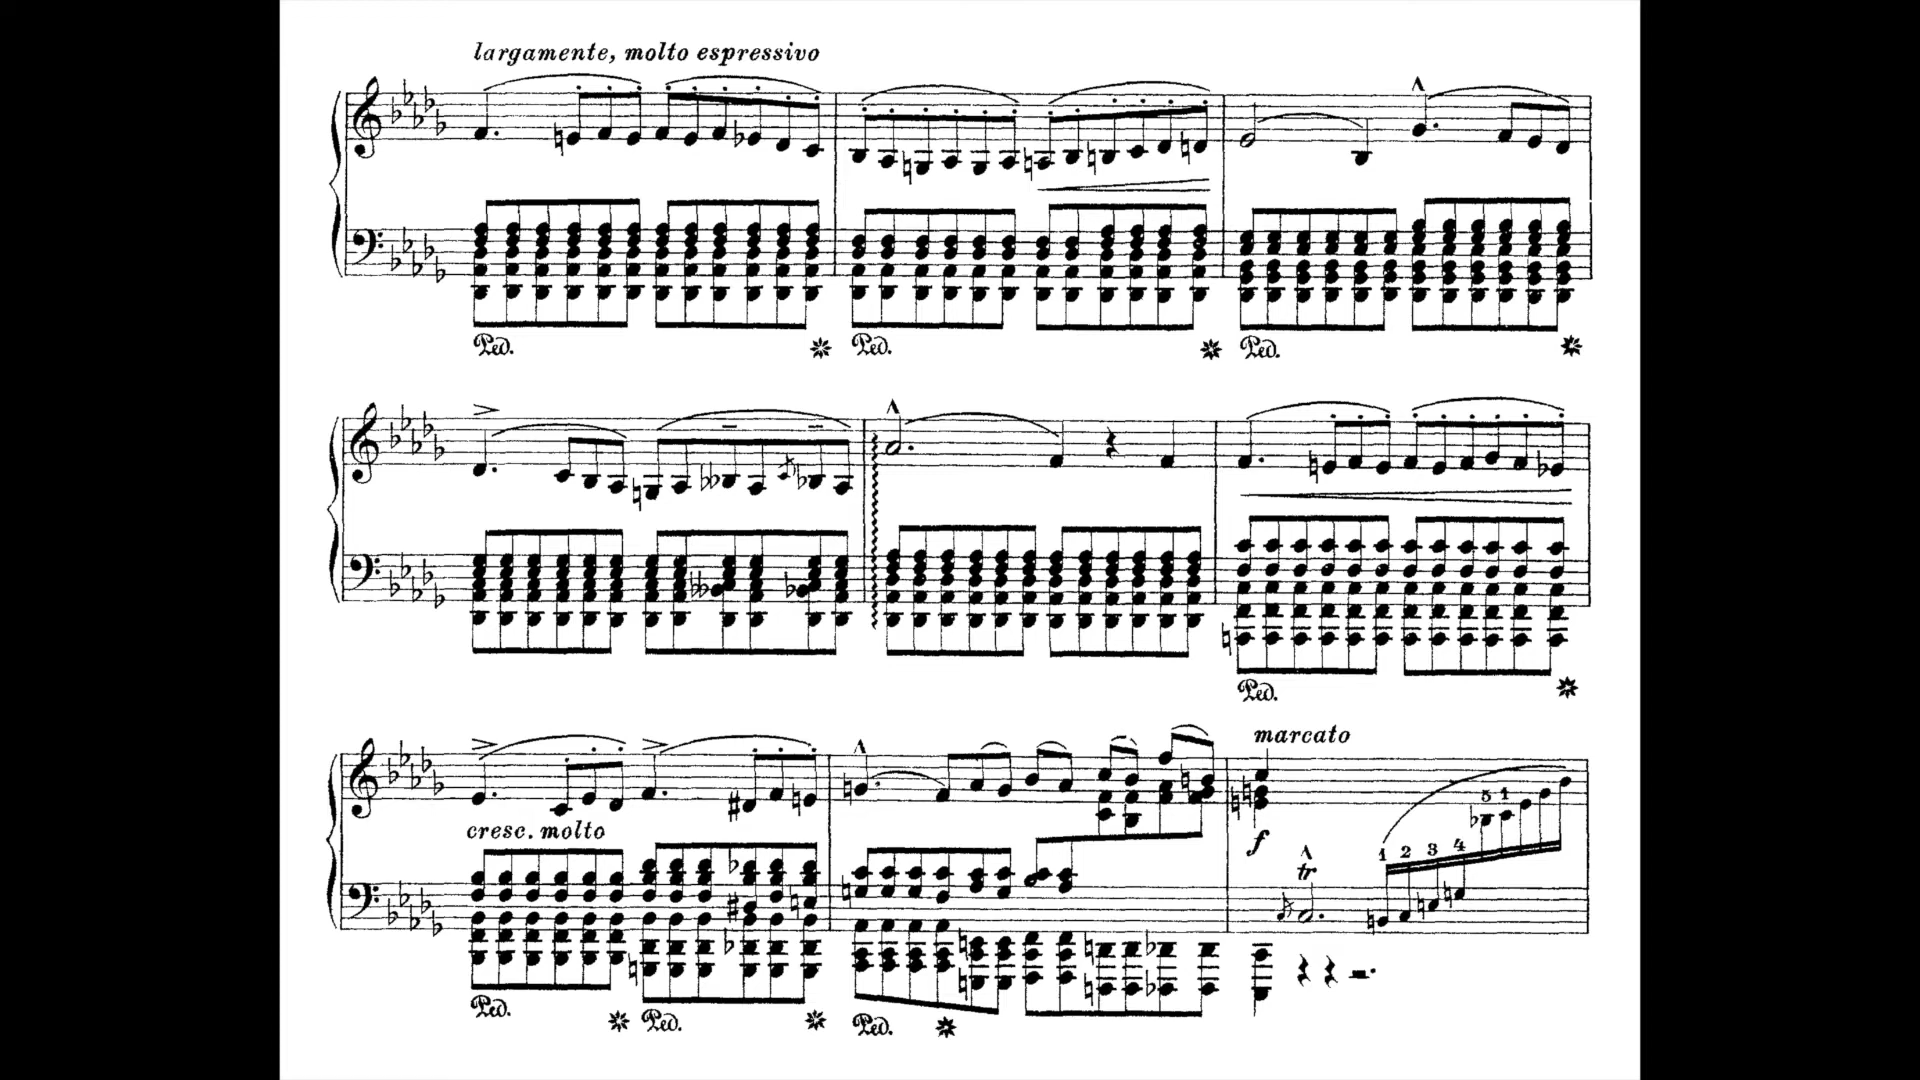 largamente, molto espressivo
Ped. Ped. Ped.
Ped.
marcato
cresc. molto
f
5 1
1 2 3 4
tr
Ped. Ped. Ped.